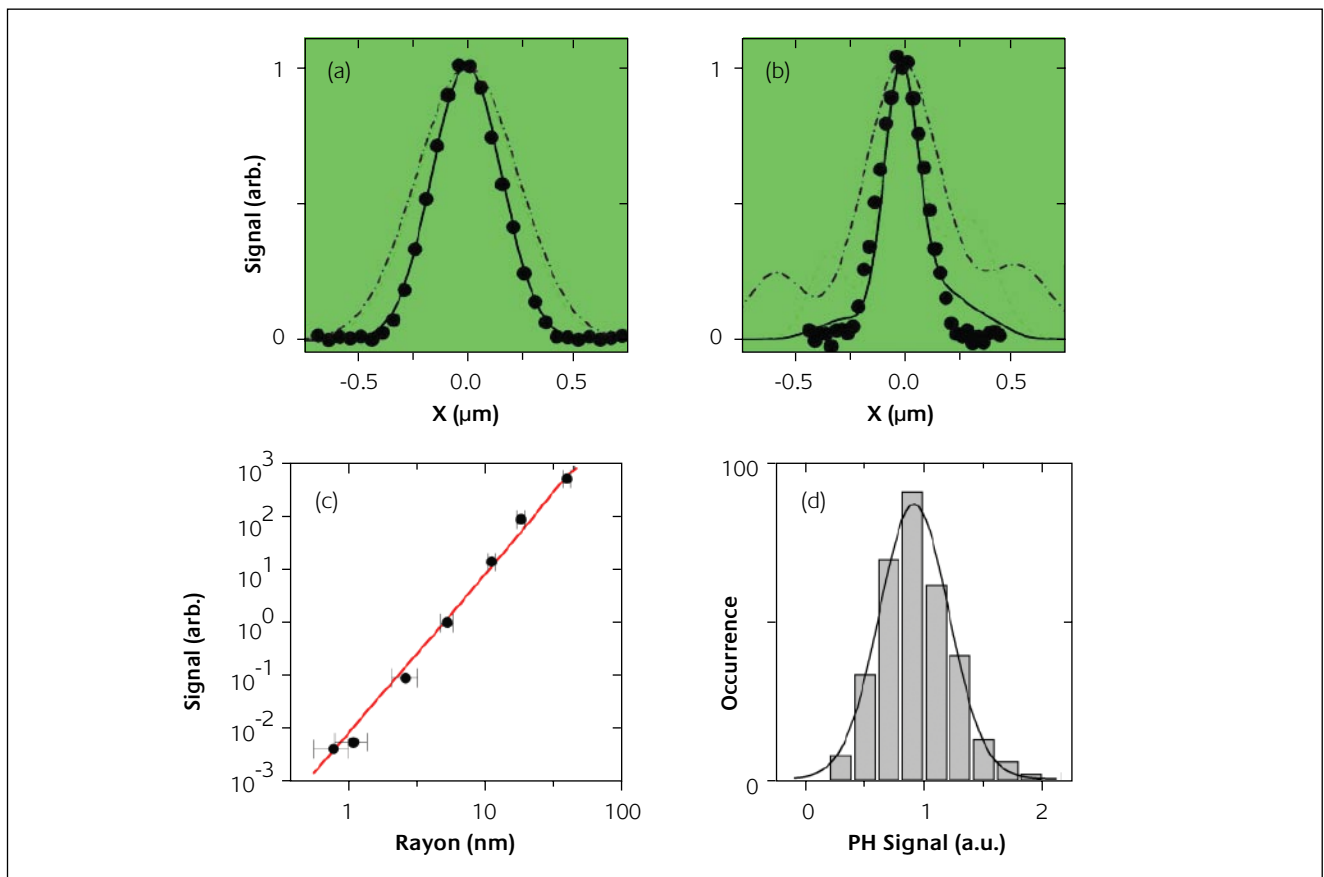 (a)
(b)
Signal (arb.)
1
0
-0.5
0.0
0.5
X (µm)
1
0
-0.5
0.0
0.5
X (µm)
(c)
Signal (arb.)
10³
10²
10¹
10⁰
10⁻¹
10⁻²
10⁻³
1
10
100
Rayon (nm)
(d)
Occurrence
100
0
0
1
2
PH Signal (a.u.)